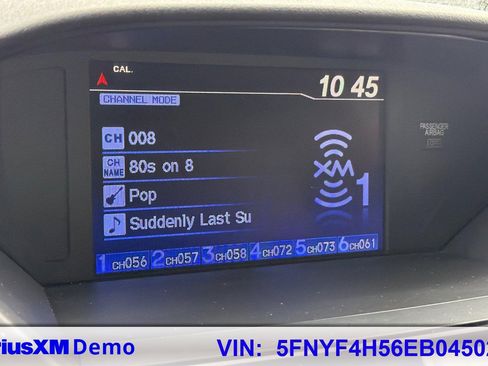 CAL.
10 45
CHANNEL MODE
CH 008
CH NAME 80s on 8
Pop
Suddenly Last Su
XM 1
PASSENGER AIRBAG
1 CH056 2 CH057 3 CH058 4 CH072 5 CH073 6 CH061
iusXM Demo VIN: 5FNYF4H56EB04502